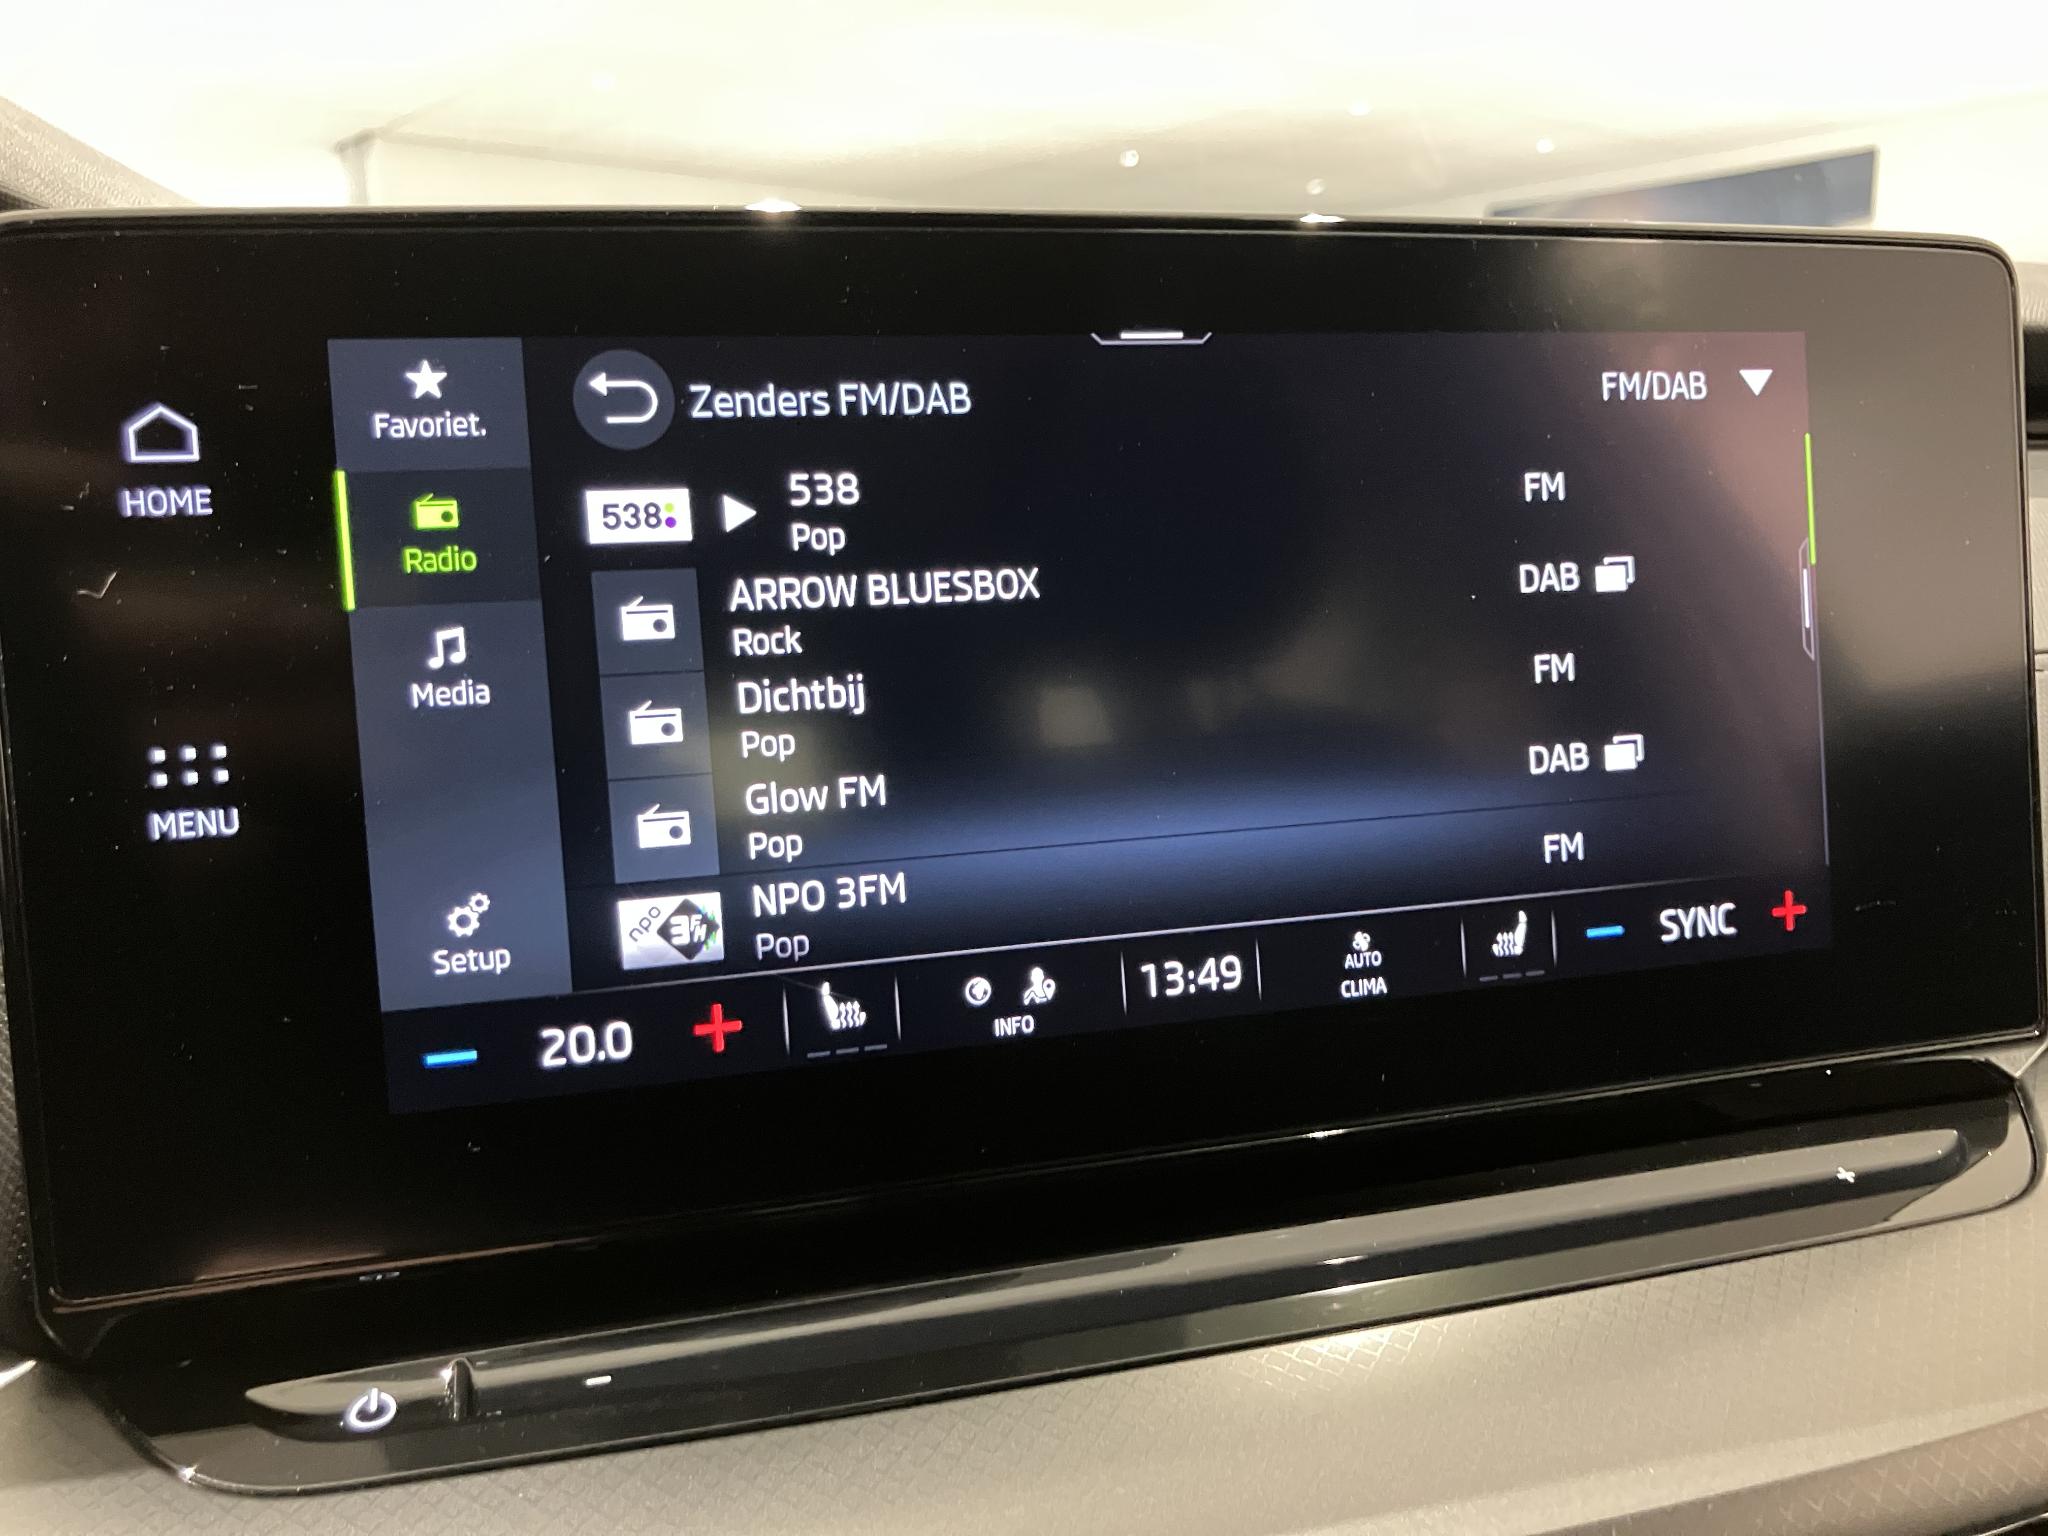 HOME
MENU
Favoriet.
Radio
Media
Setup
Zenders FM/DAB
FM/DAB
538
538
FM
Pop
ARROW BLUESBOX
DAB
Rock
Dichtbij
FM
Pop
Glow FM
DAB
Pop
npo 3FM
NPO 3FM
FM
Pop
20.0
INFO
13:49
AUTO
CLIMA
SYNC